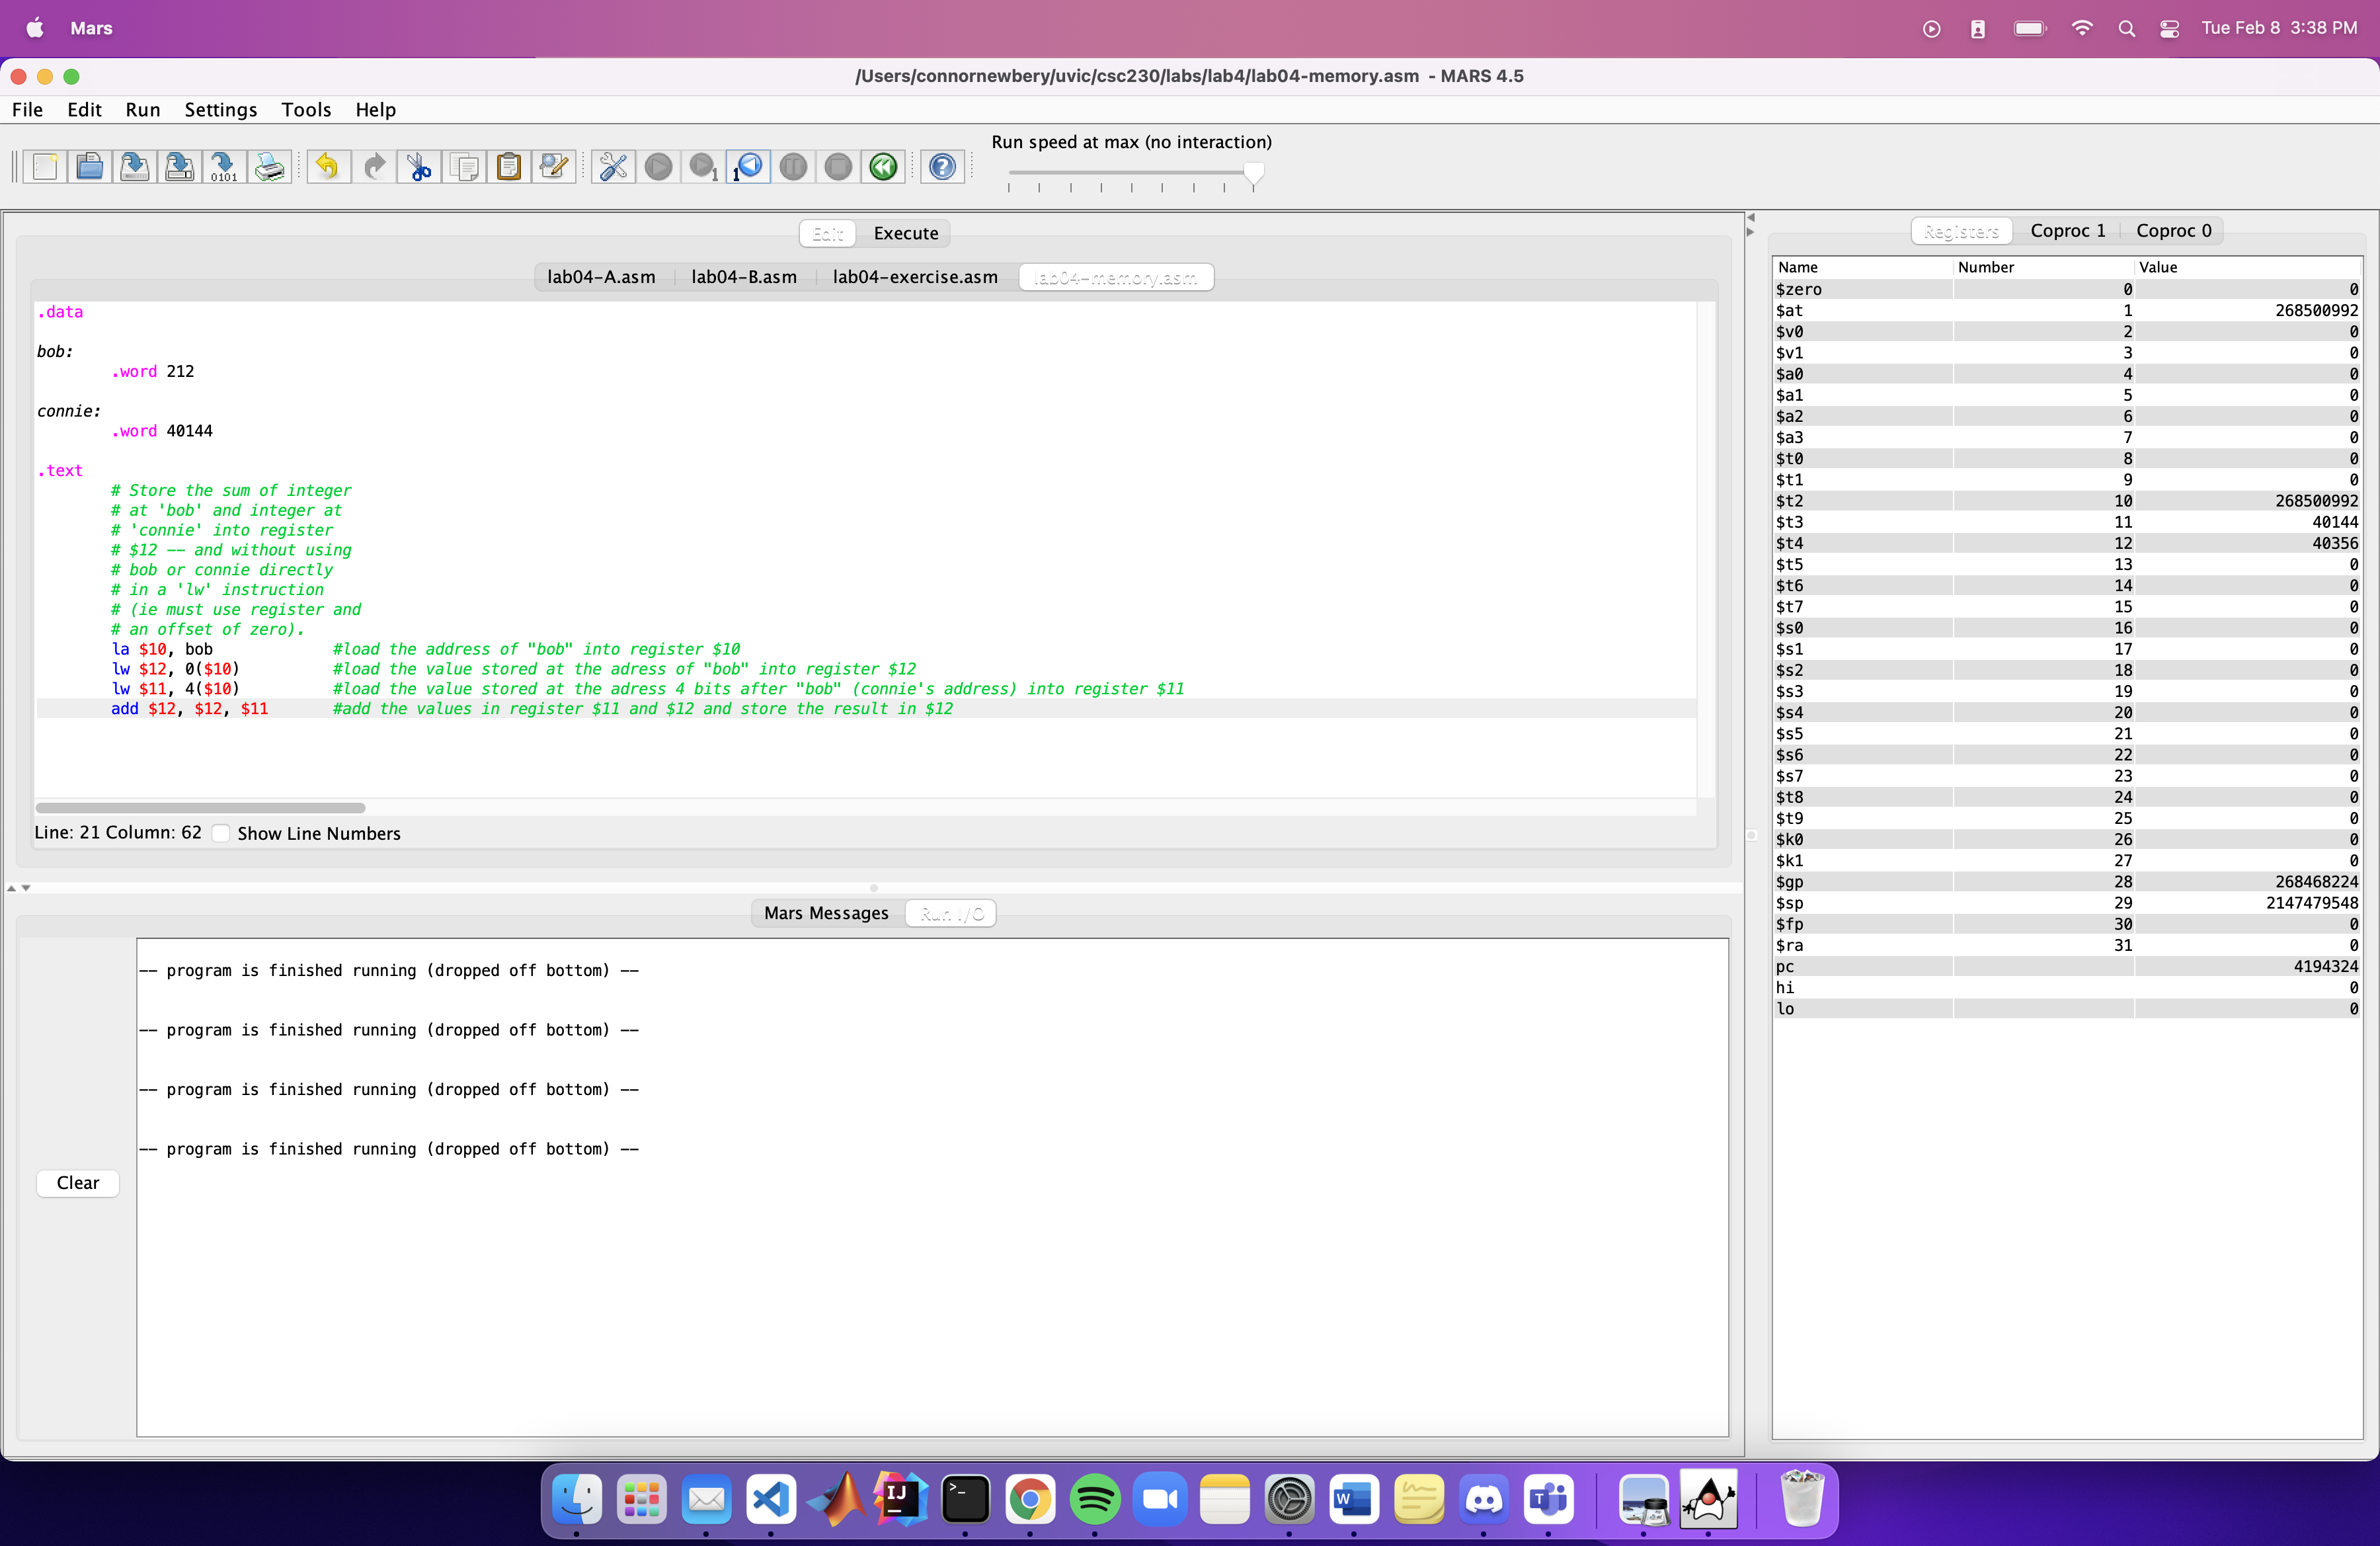 Mars
Tue Feb 8 3:38 PM
/Users/connornewbery/uvic/csc230/labs/lab4/lab04-memory.asm - MARS 4.5
File Edit Run Settings Tools Help
Run speed at max (no interaction)
0101
1
1
Edit Execute
lab04-A.asm lab04-B.asm lab04-exercise.asm lab04-memory.asm
.data
bob:
.word 212
connie:
.word 40144
.text
# Store the sum of integer
# at 'bob' and integer at
# 'connie' into register
# $12 -- and without using
# bob or connie directly
# in a 'lw' instruction
# (ie must use register and
# an offset of zero).
la $10, bob #load the address of "bob" into register $10
lw $12, 0($10) #load the value stored at the adress of "bob" into register $12
lw $11, 4($10) #load the value stored at the adress 4 bits after "bob" (connie's address) into register $11
add $12, $12, $11 #add the values in register $11 and $12 and store the result in $12
Line: 21 Column: 62 Show Line Numbers
Mars Messages Run I/O
-- program is finished running (dropped off bottom) --
-- program is finished running (dropped off bottom) --
-- program is finished running (dropped off bottom) --
-- program is finished running (dropped off bottom) --
Clear
Registers Coproc 1 Coproc 0
Name Number Value
$zero 0 0
$at 1 268500992
$v0 2 0
$v1 3 0
$a0 4 0
$a1 5 0
$a2 6 0
$a3 7 0
$t0 8 0
$t1 9 0
$t2 10 268500992
$t3 11 40144
$t4 12 40356
$t5 13 0
$t6 14 0
$t7 15 0
$s0 16 0
$s1 17 0
$s2 18 0
$s3 19 0
$s4 20 0
$s5 21 0
$s6 22 0
$s7 23 0
$t8 24 0
$t9 25 0
$k0 26 0
$k1 27 0
$gp 28 268468224
$sp 29 2147479548
$fp 30 0
$ra 31 0
pc 4194324
hi 0
lo 0
IJ
W
T